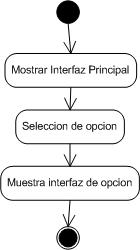 Mostrar Interfaz Principal
Seleccion de opcion
Muestra interfaz de opcion